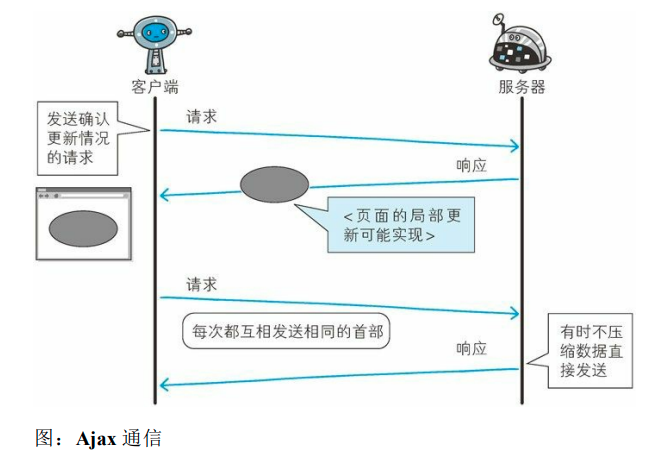 客户端
服务器
发送确认
更新情况
的请求
请求
响应
<页面的局部更
新可能实现>
请求
每次都互相发送相同的首部
响应
有时不压
缩数据直
接发送
图：Ajax 通信